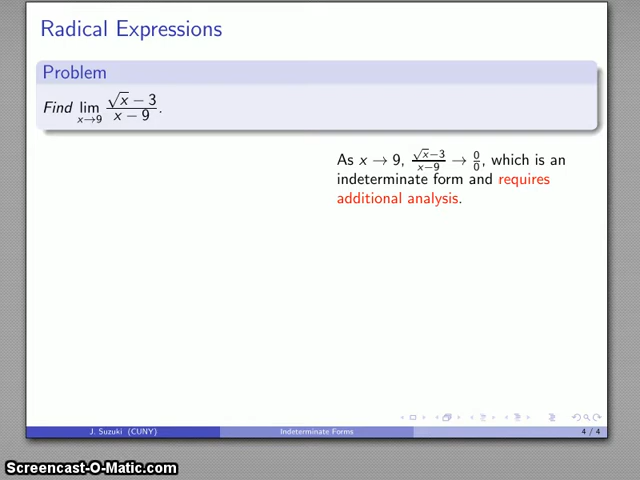 Radical Expressions
Problem
Find lim x→9 √x − 3 / x − 9.
As x → 9, √x−3 / x−9 → 0/0, which is an
indeterminate form and requires
additional analysis.
J. Suzuki (CUNY) Indeterminate Forms 4 / 4
Screencast-O-Matic.com